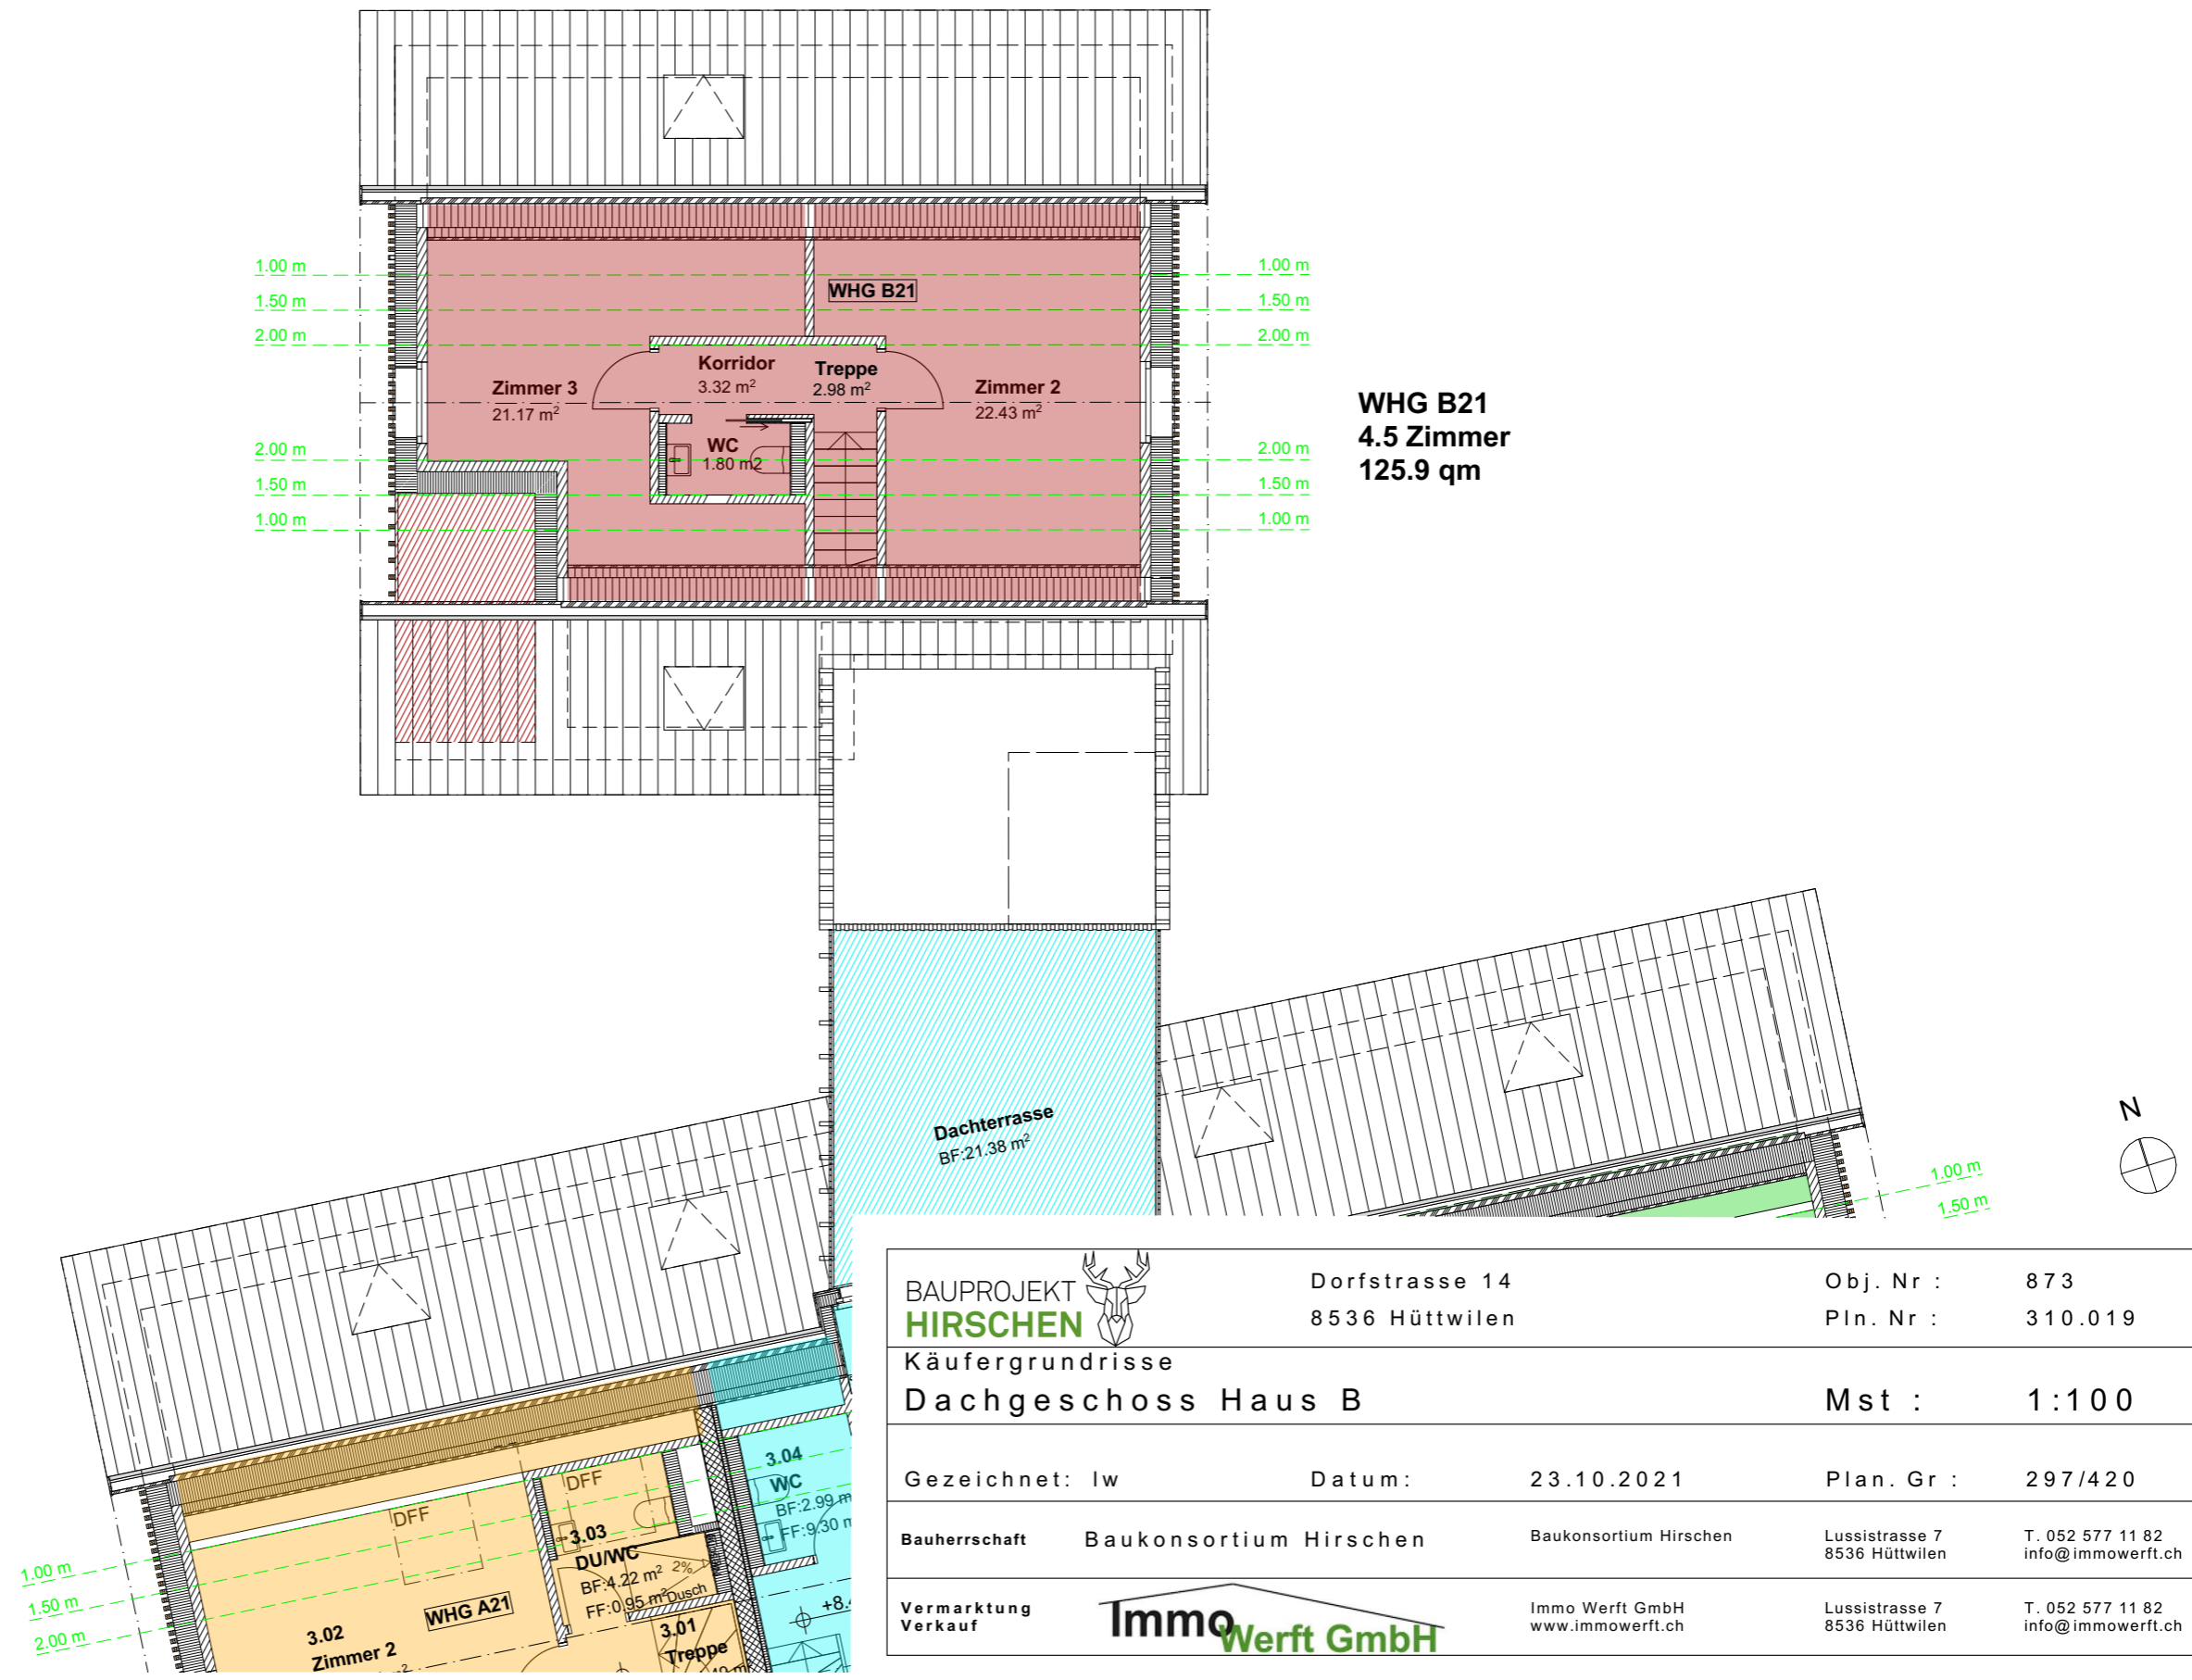 1.00 m
1.50 m
2.00 m
2.00 m
1.50 m
1.00 m
WHG B21
Korridor
3.32 m²
Treppe
2.98 m²
Zimmer 3
21.17 m²
Zimmer 2
22.43 m²
WC
1.80 m2
1.00 m
1.50 m
2.00 m
2.00 m
1.50 m
1.00 m
WHG B21
4.5 Zimmer
125.9 qm
Dachterrasse
BF:21.38 m²
N
1.00 m
1.50 m
DFF
DFF
3.03
DU/WC
BF:4.22 m²
FF:0.95 m²
2%
Dusch
3.04
WC
BF:2.99 m
FF:9.30 m
WHG A21
3.02
Zimmer 2
3.01
Treppe
1.00 m
1.50 m
2.00 m
BAUPROJEKT
HIRSCHEN
Dorfstrasse 14
8536 Hüttwilen
Obj. Nr : 873
Pln. Nr : 310.019
Käufergrundrisse
Dachgeschoss Haus B
Mst : 1:100
Gezeichnet: lw Datum: 23.10.2021 Plan. Gr : 297/420
Bauherrschaft Baukonsortium Hirschen Baukonsortium Hirschen
Lussistrasse 7
8536 Hüttwilen
T. 052 577 11 82
info@immowerft.ch
Vermarktung
Verkauf
Immo
Werft GmbH
Immo Werft GmbH
www.immowerft.ch
Lussistrasse 7
8536 Hüttwilen
T. 052 577 11 82
info@immowerft.ch